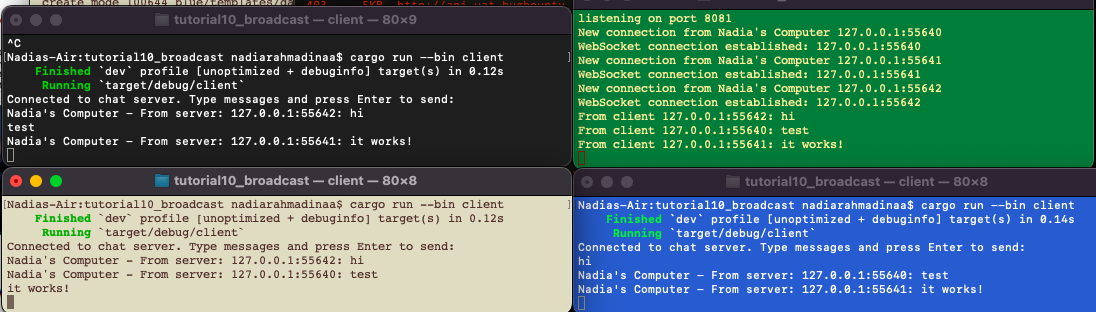 create mode 100644 blue/templates/da
tutorial10_broadcast — client — 80×9
^C
[Nadias-Air:tutorial10_broadcast nadiarahmadinaa$ cargo run --bin client ]
Finished `dev` profile [unoptimized + debuginfo] target(s) in 0.12s
Running `target/debug/client`
Connected to chat server. Type messages and press Enter to send:
Nadia's Computer - From server: 127.0.0.1:55642: hi
test
Nadia's Computer - From server: 127.0.0.1:55641: it works!
listening on port 8081
New connection from Nadia's Computer 127.0.0.1:55640
WebSocket connection established: 127.0.0.1:55640
New connection from Nadia's Computer 127.0.0.1:55641
WebSocket connection established: 127.0.0.1:55641
New connection from Nadia's Computer 127.0.0.1:55642
WebSocket connection established: 127.0.0.1:55642
From client 127.0.0.1:55642: hi
From client 127.0.0.1:55640: test
From client 127.0.0.1:55641: it works!
tutorial10_broadcast — client — 80×8
[Nadias-Air:tutorial10_broadcast nadiarahmadinaa$ cargo run --bin client ]
Finished `dev` profile [unoptimized + debuginfo] target(s) in 0.12s
Running `target/debug/client`
Connected to chat server. Type messages and press Enter to send:
Nadia's Computer - From server: 127.0.0.1:55642: hi
Nadia's Computer - From server: 127.0.0.1:55640: test
it works!
tutorial10_broadcast — client — 80×8
Nadias-Air:tutorial10_broadcast nadiarahmadinaa$ cargo run --bin client
Finished `dev` profile [unoptimized + debuginfo] target(s) in 0.14s
Running `target/debug/client`
Connected to chat server. Type messages and press Enter to send:
hi
Nadia's Computer - From server: 127.0.0.1:55640: test
Nadia's Computer - From server: 127.0.0.1:55641: it works!